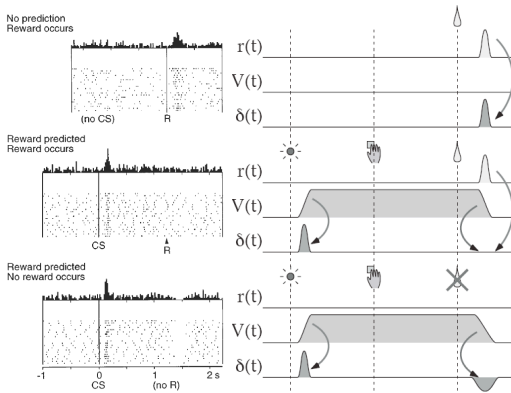 No prediction
Reward occurs
(no CS)
R
r(t)
V(t)
δ(t)
Reward predicted
Reward occurs
CS
R
r(t)
V(t)
δ(t)
Reward predicted
No reward occurs
-1
0
1
2 s
CS
(no R)
r(t)
V(t)
δ(t)